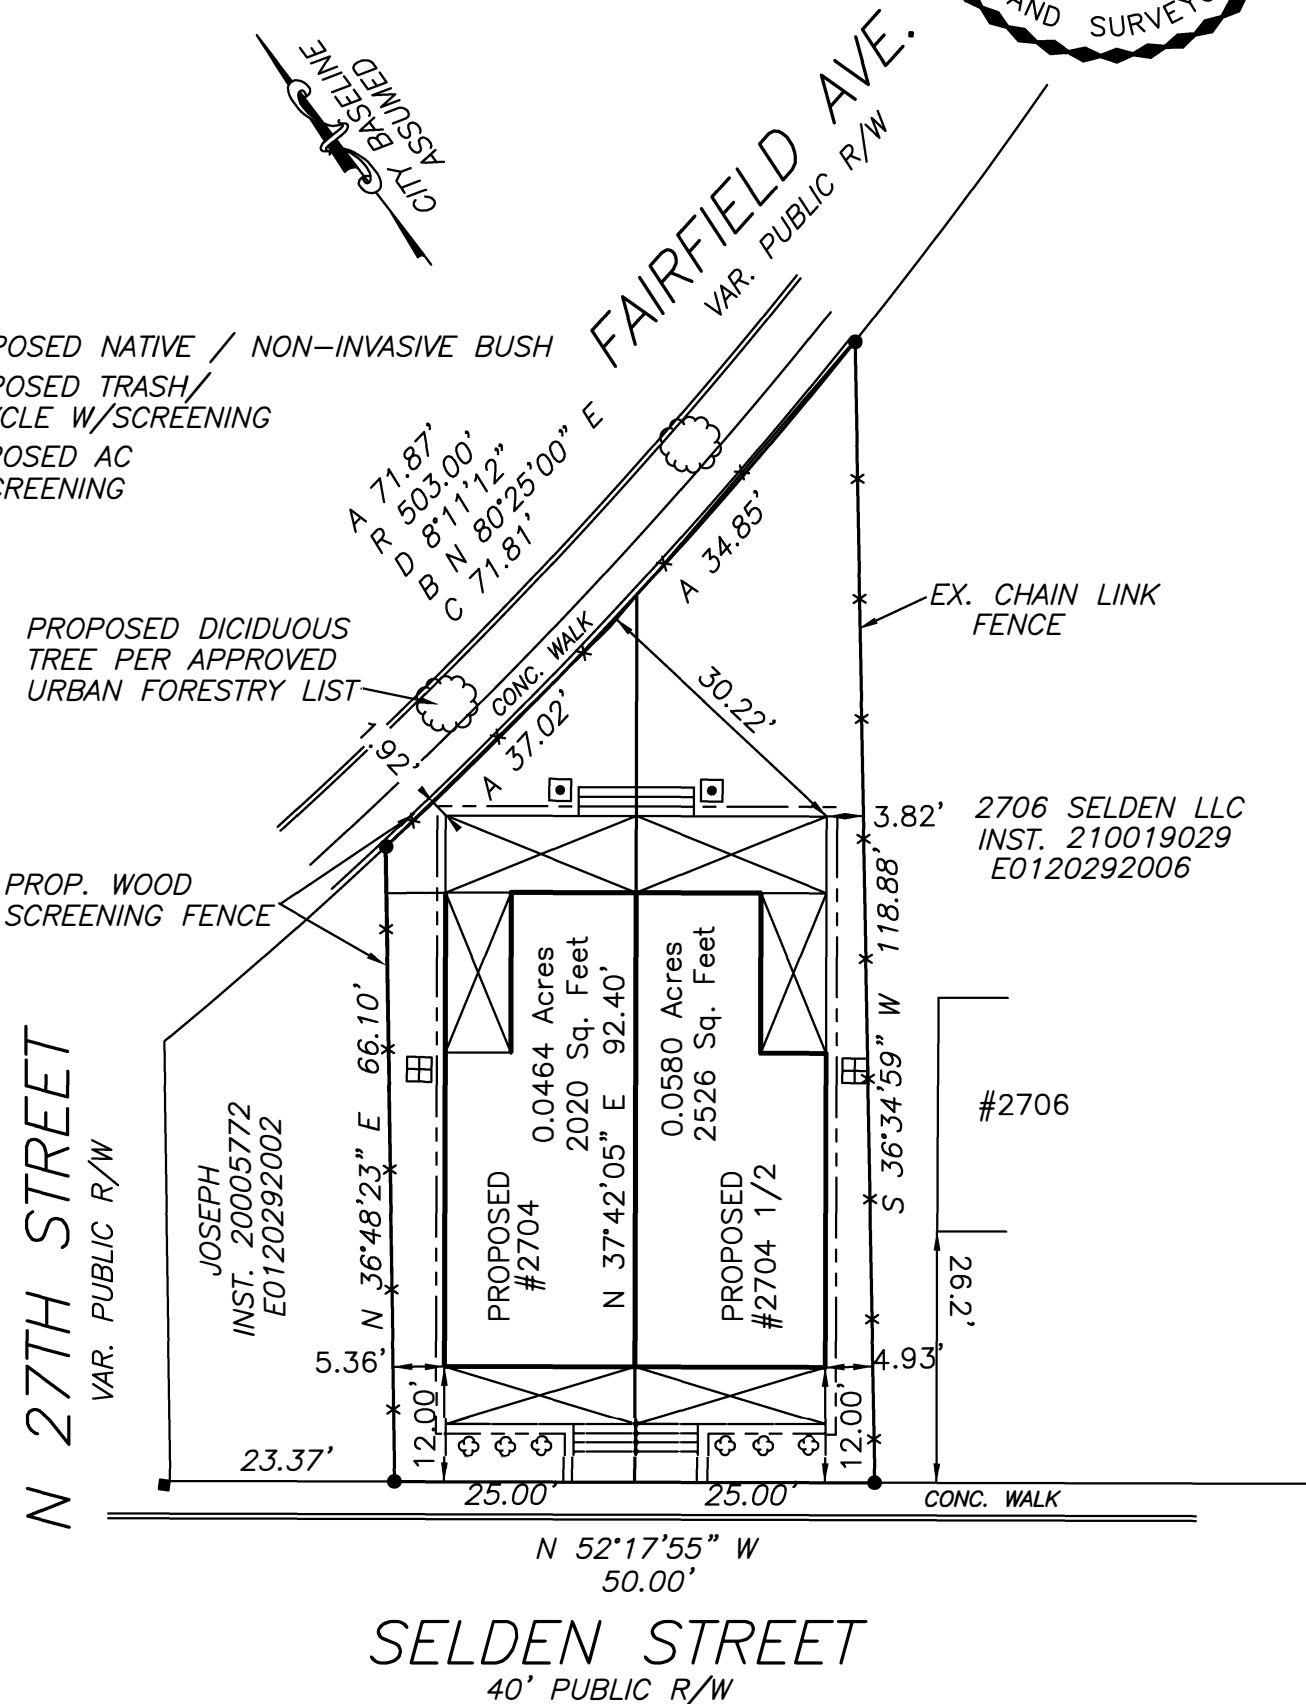 AND SURVEYO
CITY BASELINE
ASSUMED
FAIRFIELD AVE.
VAR. PUBLIC R/W
POSED NATIVE / NON-INVASIVE BUSH
POSED TRASH/
CLE W/SCREENING
POSED AC
CREENING
A 71.87'
R 503.00'
D 8°11'12"
B N 80°25'00" E
C 71.81'
A 34.85'
EX. CHAIN LINK
FENCE
PROPOSED DICIDUOUS
TREE PER APPROVED
URBAN FORESTRY LIST
CONC. WALK
30.22'
1.92'
A 37.02'
3.82'
2706 SELDEN LLC
INST. 210019029
E0120292006
PROP. WOOD
SCREENING FENCE
S 36°34'59" W 118.88'
N 36°48'23" E 66.10'
0.0464 Acres
2020 Sq. Feet
N 37°42'05" E 92.40'
0.0580 Acres
2526 Sq. Feet
PROPOSED
#2704
PROPOSED
#2704 1/2
#2706
JOSEPH
INST. 20005772
E0120292002
N 27TH STREET
VAR. PUBLIC R/W
26.2'
5.36'
4.93'
12.00'
12.00'
23.37'
25.00'
25.00'
CONC. WALK
N 52°17'55" W
50.00'
SELDEN STREET
40' PUBLIC R/W